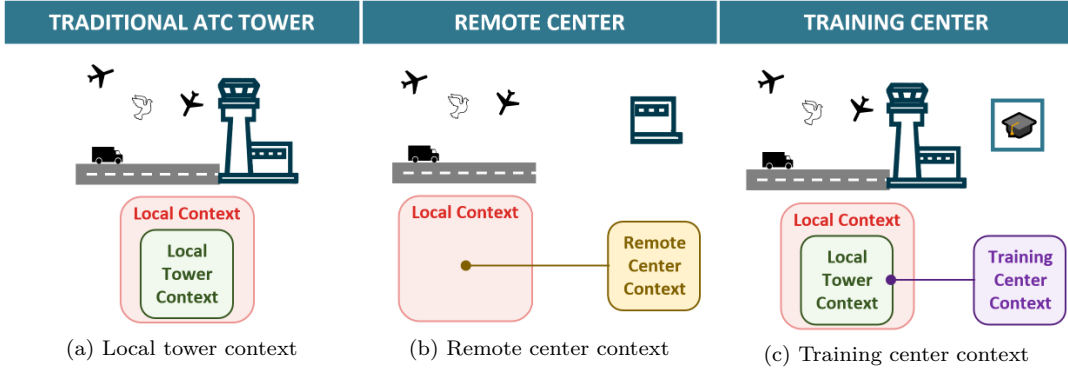 TRADITIONAL ATC TOWER
REMOTE CENTER
TRAINING CENTER
Local Context
Local
Tower
Context
Local Context
Remote
Center
Context
Local Context
Local
Tower
Context
Training
Center
Context
(a) Local tower context
(b) Remote center context
(c) Training center context